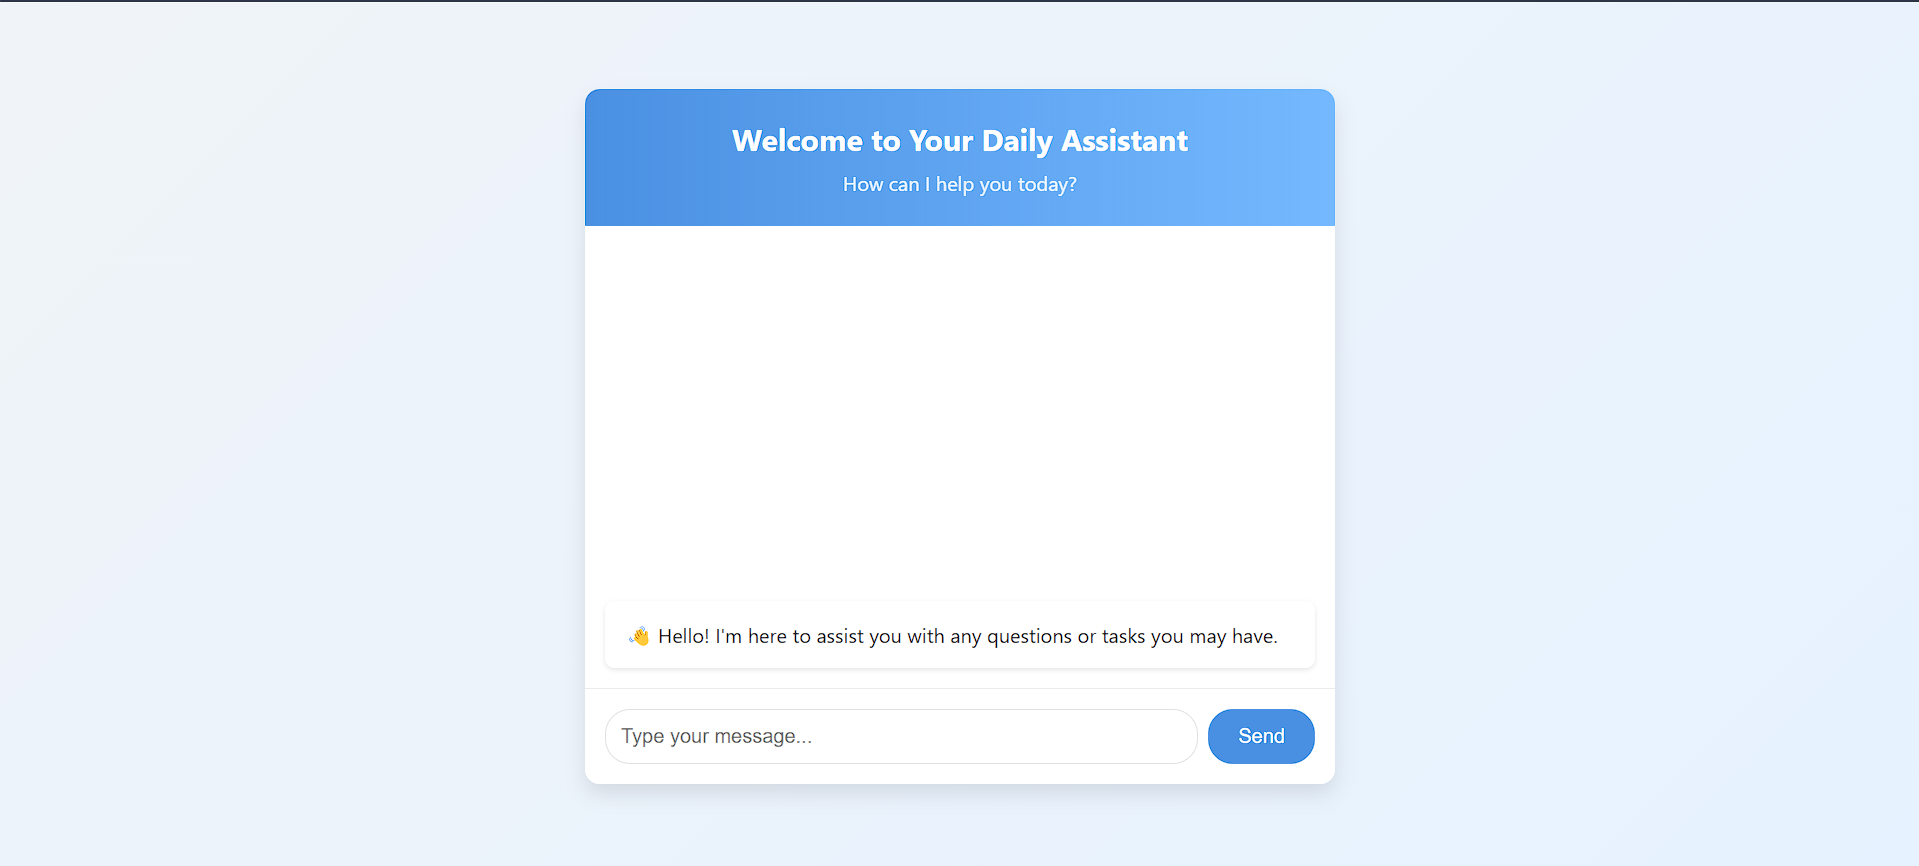 Welcome to Your Daily Assistant
How can I help you today?
👋 Hello! I'm here to assist you with any questions or tasks you may have.
Type your message...
Send